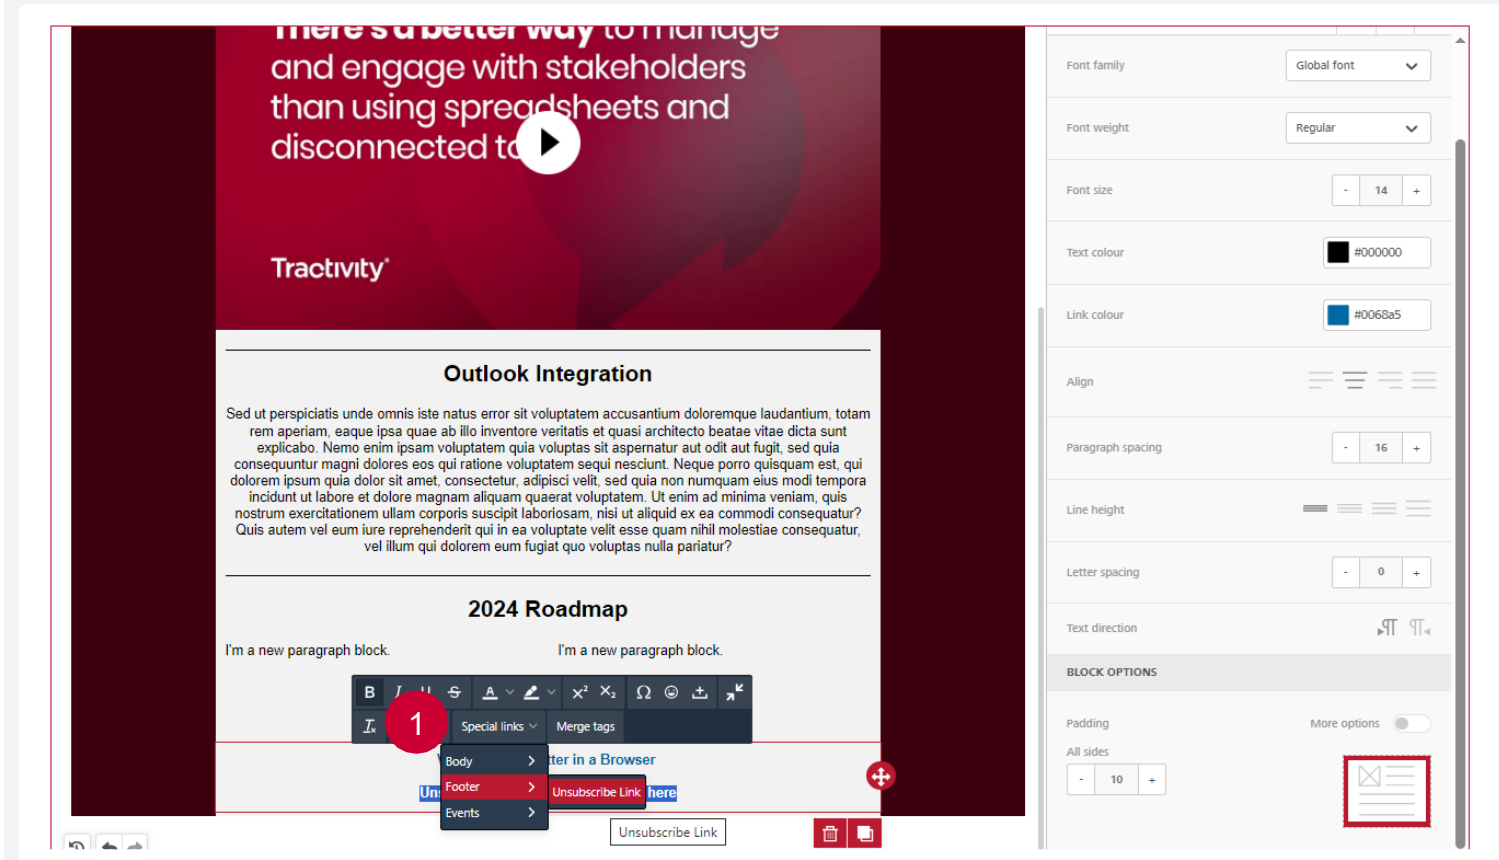 There's a better way to manage
and engage with stakeholders
than using spreadsheets and
disconnected to
Tractivity
Outlook Integration
Sed ut perspiciatis unde omnis iste natus error sit voluptatem accusantium doloremque laudantium, totam
rem aperiam, eaque ipsa quae ab illo inventore veritatis et quasi architecto beatae vitae dicta sunt
explicabo. Nemo enim ipsam voluptatem quia voluptas sit aspernatur aut odit aut fugit, sed quia
consequuntur magni dolores eos qui ratione voluptatem sequi nesciunt. Neque porro quisquam est, qui
dolorem ipsum quia dolor sit amet, consectetur, adipisci velit, sed quia non numquam eius modi tempora
incidunt ut labore et dolore magnam aliquam quaerat voluptatem. Ut enim ad minima veniam, quis
nostrum exercitationem ullam corporis suscipit laboriosam, nisi ut aliquid ex ea commodi consequatur?
Quis autem vel eum iure reprehenderit qui in ea voluptate velit esse quam nihil molestiae consequatur,
vel illum qui dolorem eum fugiat quo voluptas nulla pariatur?
2024 Roadmap
I'm a new paragraph block. I'm a new paragraph block.
B I U S A X² X₂ Ω
1 Special links Merge tags
Body
tter in a Browser
Uns
Footer
Unsubscribe Link
here
Events
Unsubscribe Link
Font family Global font
Font weight Regular
Font size - 14 +
Text colour #000000
Link colour #0068a5
Align
Paragraph spacing - 16 +
Line height
Letter spacing - 0 +
Text direction
BLOCK OPTIONS
Padding More options
All sides
- 10 +